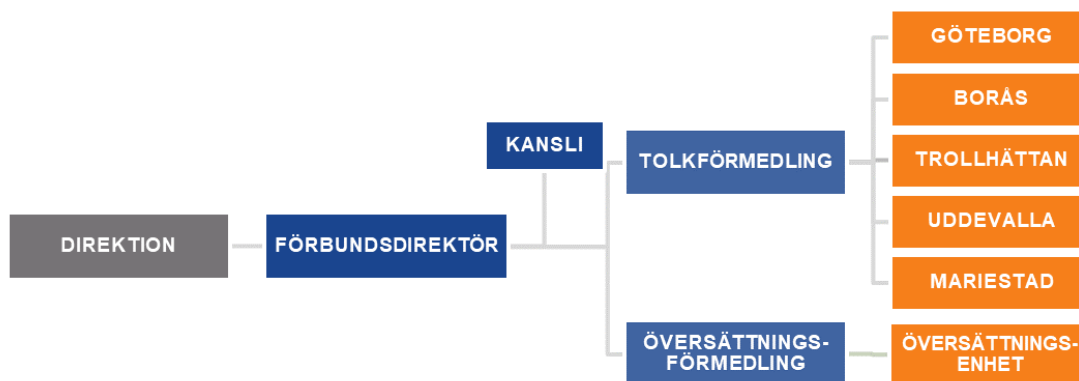 DIREKTION
FÖRBUNDSDIREKTÖR
KANSLI
TOLKFÖRMEDLING
GÖTEBORG
BORÅS
TROLLHÄTTAN
UDDEVALLA
MARIESTAD
ÖVERSÄTTNINGS-
FÖRMEDLING
ÖVERSÄTTNINGS-
ENHET